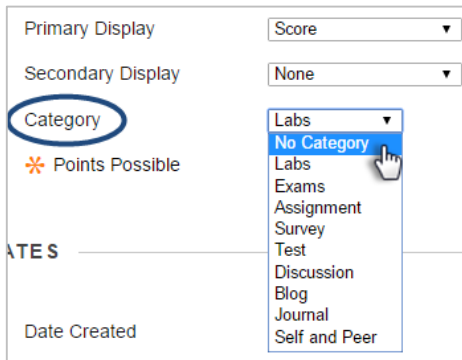 Primary Display Score
Secondary Display None
Category Labs
No Category
* Points Possible Labs
Exams
Assignment
Survey
ATES Test
Discussion
Blog
Journal
Date Created Self and Peer